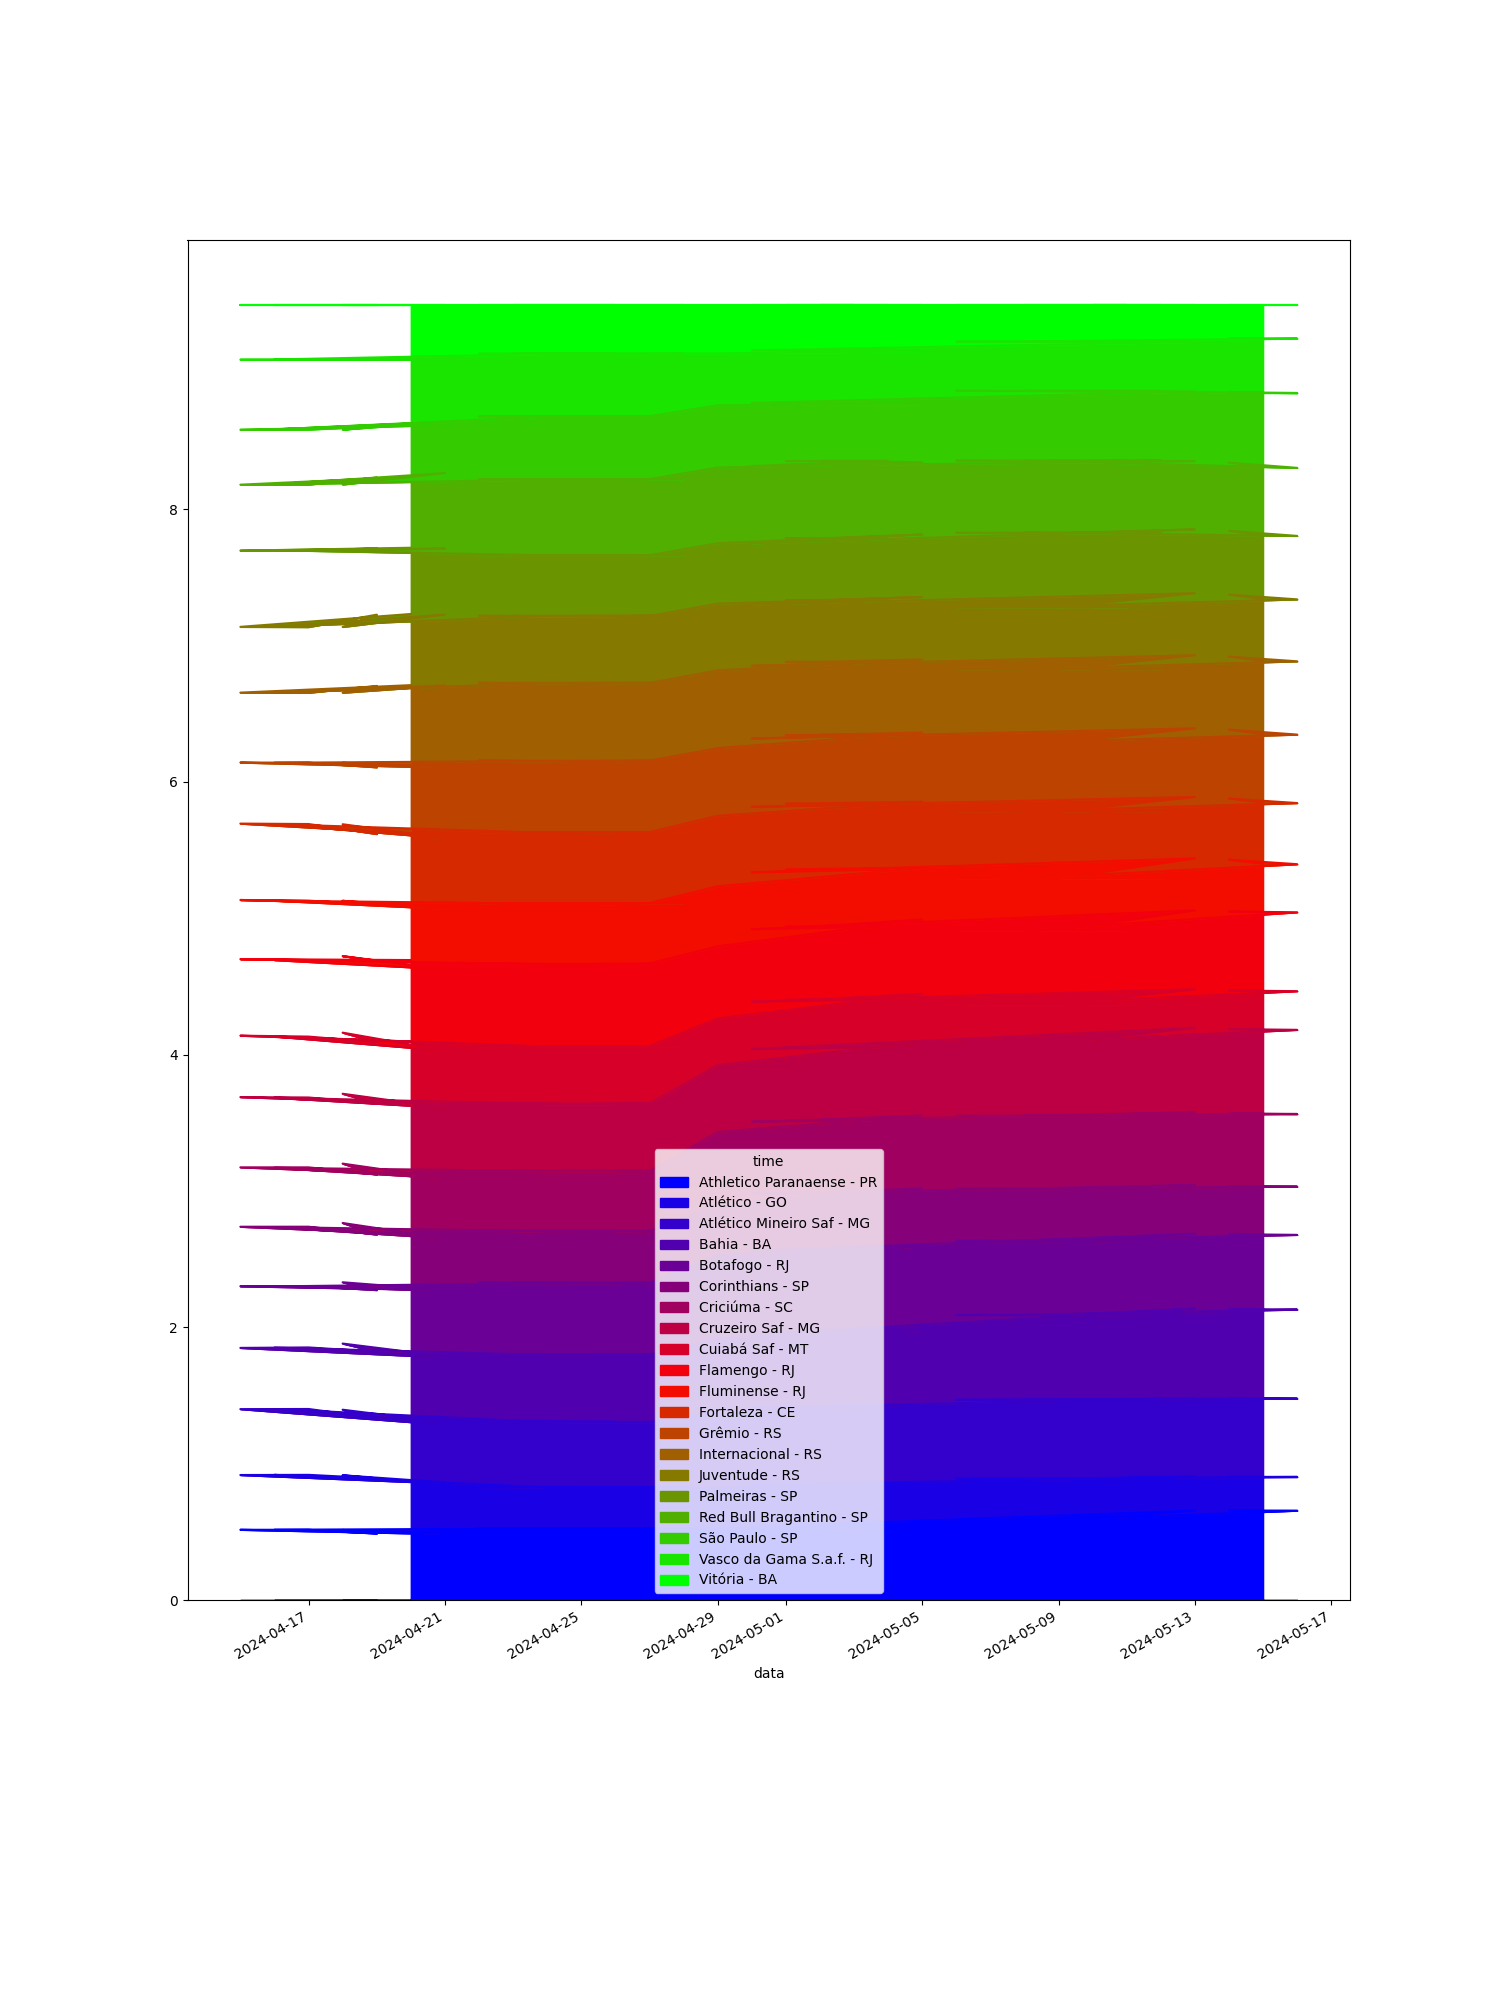 8
6
4
2
0
time
Athletico Paranaense - PR
Atlético - GO
Atlético Mineiro Saf - MG
Bahia - BA
Botafogo - RJ
Corinthians - SP
Criciúma - SC
Cruzeiro Saf - MG
Cuiabá Saf - MT
Flamengo - RJ
Fluminense - RJ
Fortaleza - CE
Grêmio - RS
Internacional - RS
Juventude - RS
Palmeiras - SP
Red Bull Bragantino - SP
São Paulo - SP
Vasco da Gama S.a.f. - RJ
Vitória - BA
2024-04-17
2024-04-21
2024-04-25
2024-04-29
2024-05-01
2024-05-05
2024-05-09
2024-05-13
2024-05-17
data